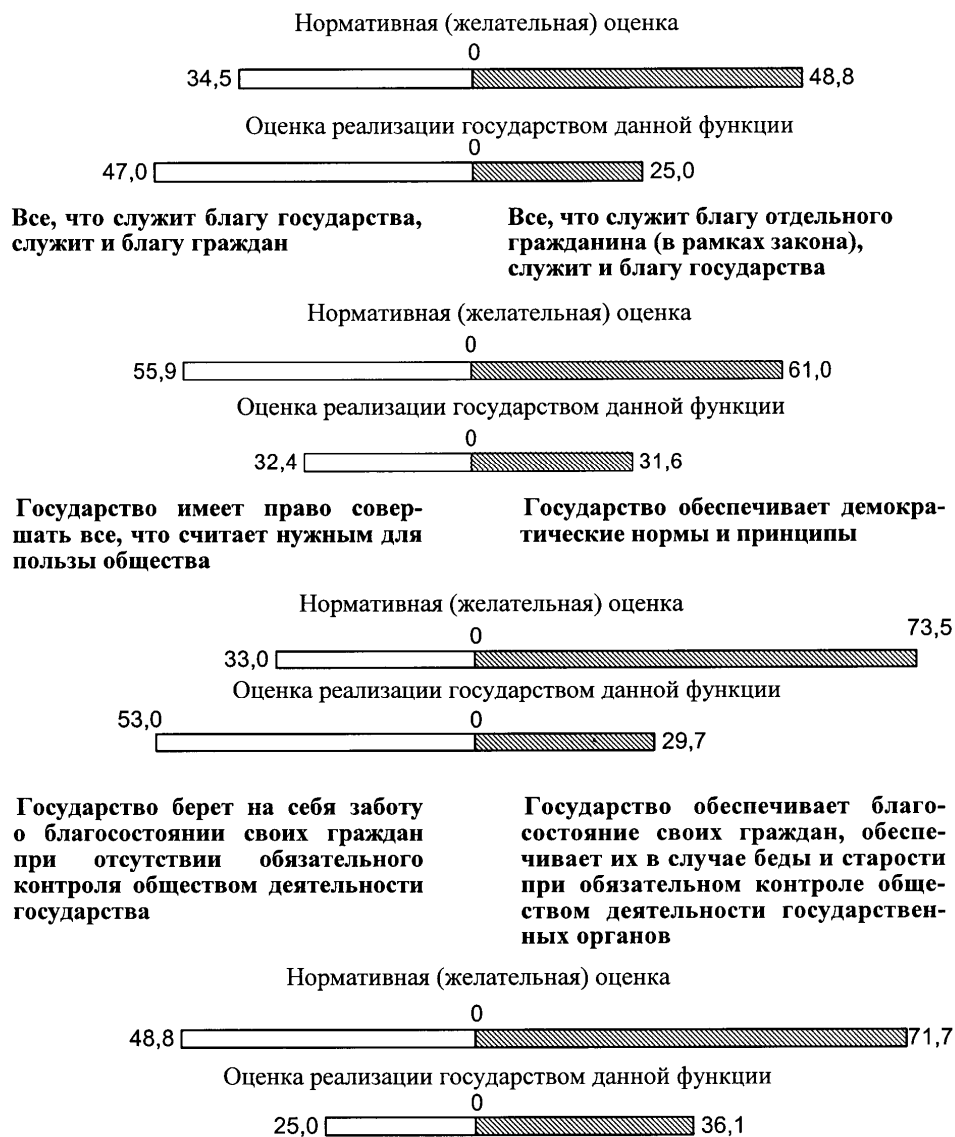 Нормативная (желательная) оценка
0
34,5 48,8
Оценка реализации государством данной функции
0
47,0 25,0
Все, что служит благу государства,
служит и благу граждан
Все, что служит благу отдельного
гражданина (в рамках закона),
служит и благу государства
Нормативная (желательная) оценка
0
55,9 61,0
Оценка реализации государством данной функции
0
32,4 31,6
Государство имеет право совер-
шать все, что считает нужным для
пользы общества
Государство обеспечивает демокра-
тические нормы и принципы
Нормативная (желательная) оценка
0 73,5
33,0
Оценка реализации государством данной функции
53,0 0
29,7
Государство берет на себя заботу
о благосостоянии своих граждан
при отсутствии обязательного
контроля обществом деятельности
государства
Государство обеспечивает благо-
состояние своих граждан, обеспе-
чивает их в случае беды и старости
при обязательном контроле обще-
ством деятельности государствен-
ных органов
Нормативная (желательная) оценка
0
48,8 71,7
Оценка реализации государством данной функции
0
25,0 36,1